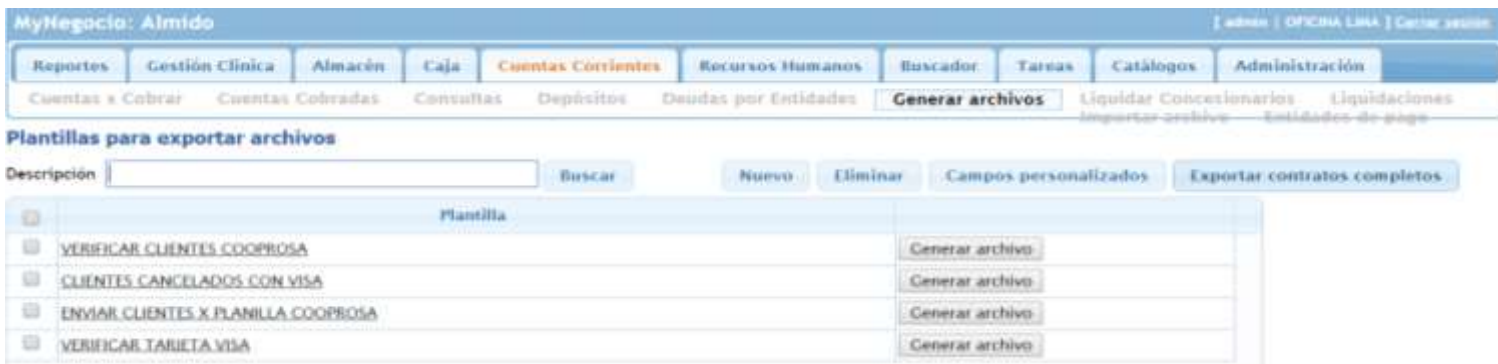 MyNegocio: Almido
[ admin | OFICINA LIMA ] Cerrar sesión
Reportes Gestión Clínica Almacén Caja Cuentas Corrientes Recursos Humanos Buscador Tareas Catálogos Administración
Cuentas x Cobrar Cuentas Cobradas Consultas Depósitos Deudas por Entidades Generar archivos Liquidar Concesionarios Liquidaciones
Importar archivo Entidades de pago
Plantillas para exportar archivos
Descripción Buscar Nuevo Eliminar Campos personalizados Exportar contratos completos
Plantilla
VERIFICAR CLIENTES COOPROSA Generar archivo
CLIENTES CANCELADOS CON VISA Generar archivo
ENVIAR CLIENTES X PLANILLA COOPROSA Generar archivo
VERIFICAR TARJETA VISA Generar archivo